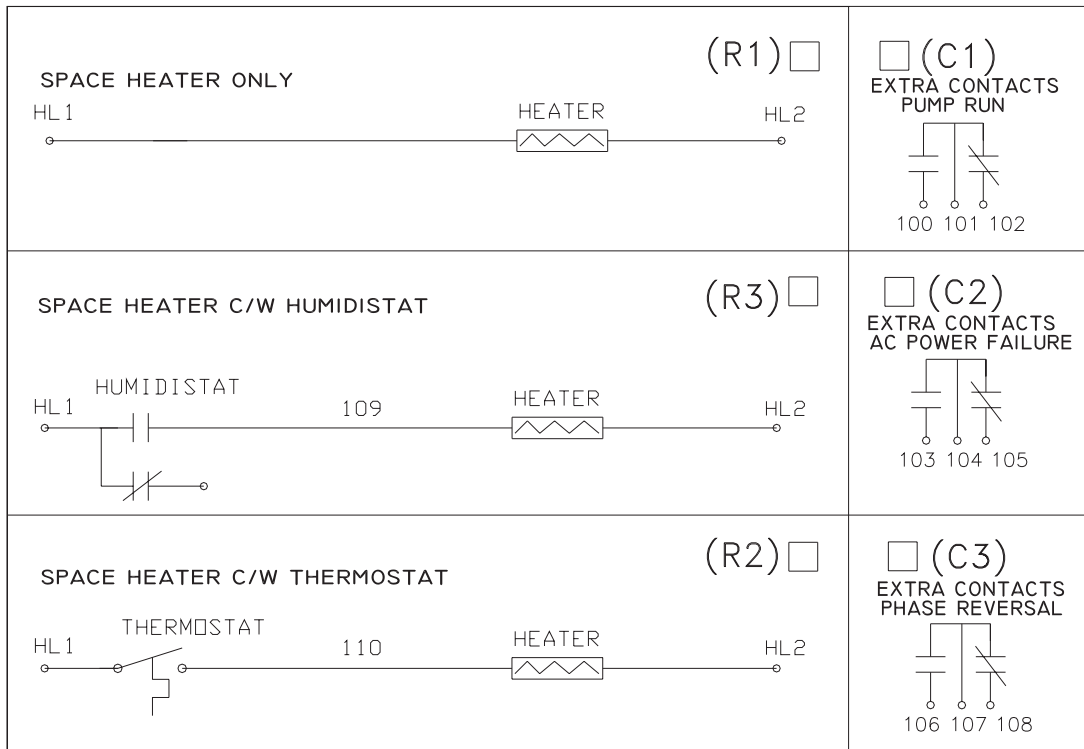 (R1)
SPACE HEATER ONLY
HL1
HEATER
HL2
(C1)
EXTRA CONTACTS
PUMP RUN
100 101 102
(R3)
SPACE HEATER C/W HUMIDISTAT
HUMIDISTAT
HL1
109
HEATER
HL2
(C2)
EXTRA CONTACTS
AC POWER FAILURE
103 104 105
(R2)
SPACE HEATER C/W THERMOSTAT
THERMOSTAT
HL1
110
HEATER
HL2
(C3)
EXTRA CONTACTS
PHASE REVERSAL
106 107 108